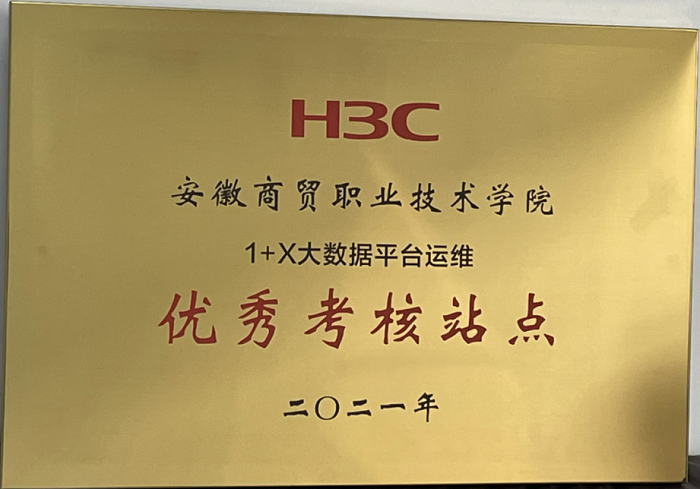 H3C
安徽商贸职业技术学院
1+X大数据平台运维
优秀考核站点
二〇二一年